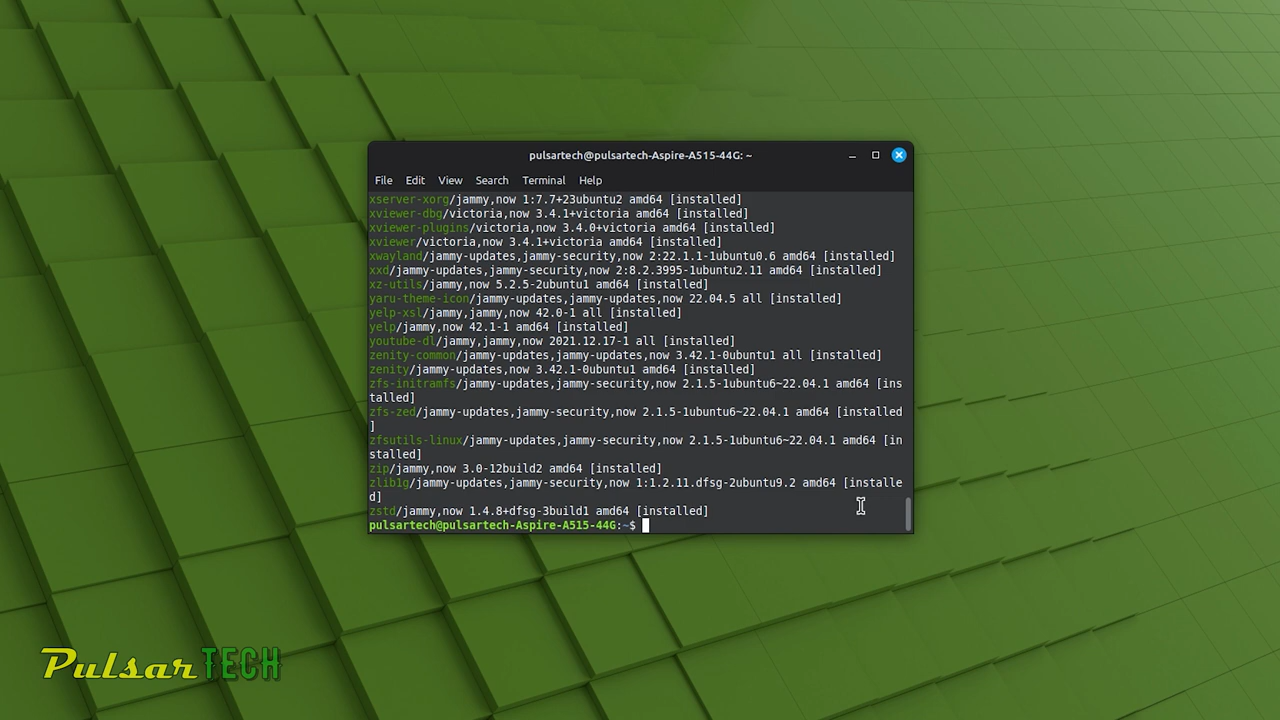 pulsartech@pulsartech-Aspire-A515-44G: ~
File Edit View Search Terminal Help
xserver-xorg/jammy,now 1:7.7+23ubuntu2 amd64 [installed]
xviewer-dbg/victoria,now 3.4.1+victoria amd64 [installed]
xviewer-plugins/victoria,now 3.4.0+victoria amd64 [installed]
xviewer/victoria,now 3.4.1+victoria amd64 [installed]
xwayland/jammy-updates,jammy-security,now 2:22.1.1-1ubuntu0.6 amd64 [installed]
xxd/jammy-updates,jammy-security,now 2:8.2.3995-1ubuntu2.11 amd64 [installed]
xz-utils/jammy,now 5.2.5-2ubuntu1 amd64 [installed]
yaru-theme-icon/jammy-updates,jammy-updates,now 22.04.5 all [installed]
yelp-xsl/jammy,jammy,now 42.0-1 all [installed]
yelp/jammy,now 42.1-1 amd64 [installed]
youtube-dl/jammy,jammy,now 2021.12.17-1 all [installed]
zenity-common/jammy-updates,jammy-updates,now 3.42.1-0ubuntu1 all [installed]
zenity/jammy-updates,now 3.42.1-0ubuntu1 amd64 [installed]
zfs-initramfs/jammy-updates,jammy-security,now 2.1.5-1ubuntu6~22.04.1 amd64 [ins
talled]
zfs-zed/jammy-updates,jammy-security,now 2.1.5-1ubuntu6~22.04.1 amd64 [installed
]
zfsutils-linux/jammy-updates,jammy-security,now 2.1.5-1ubuntu6~22.04.1 amd64 [in
stalled]
zip/jammy,now 3.0-12build2 amd64 [installed]
zlib1g/jammy-updates,jammy-security,now 1:1.2.11.dfsg-2ubuntu9.2 amd64 [installe
d]
zstd/jammy,now 1.4.8+dfsg-3build1 amd64 [installed]
pulsartech@pulsartech-Aspire-A515-44G:~$
Pulsar TECH